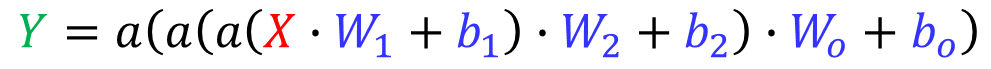 Y = a(a(a(X · W₁ + b₁) · W₂ + b₂) · Wₒ + bₒ)